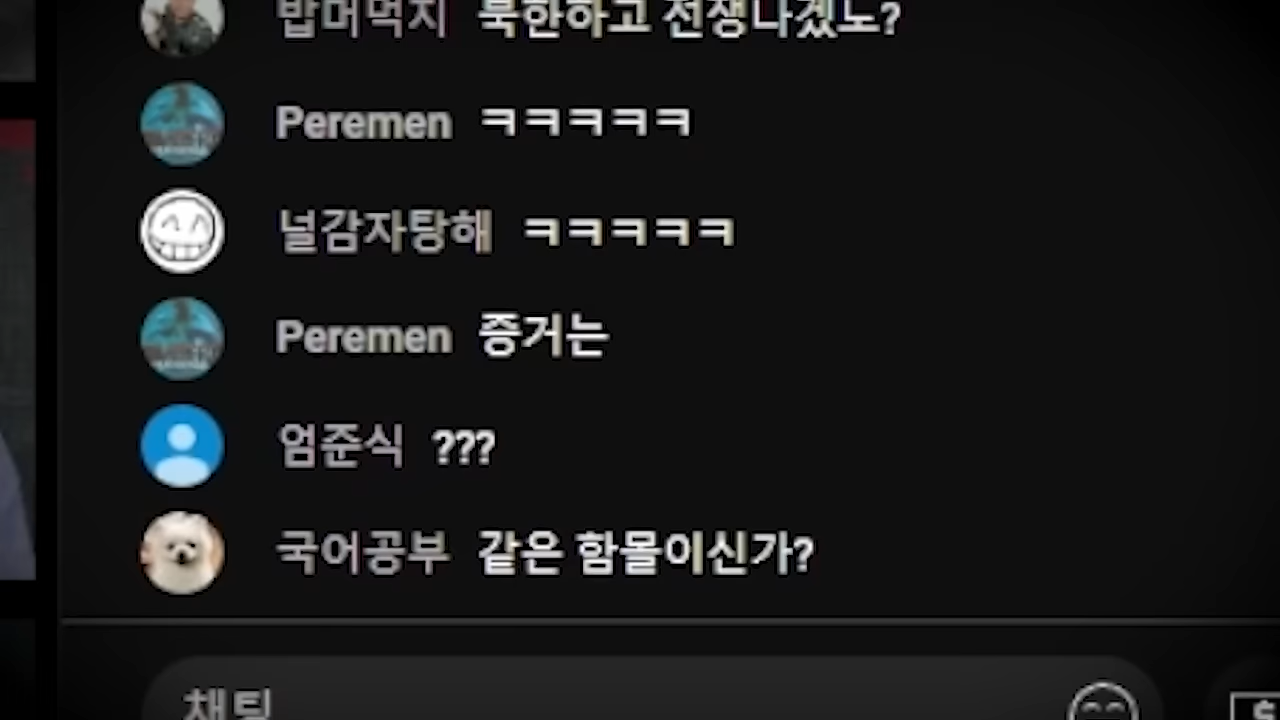 밥머먹지 북한하고 전쟁나겠노?
Peremen ㅋㅋㅋㅋㅋ
널감자탕해 ㅋㅋㅋㅋㅋ
Peremen 증거는
엄준식 ???
국어공부 같은 함몰이신가?
채팅
$